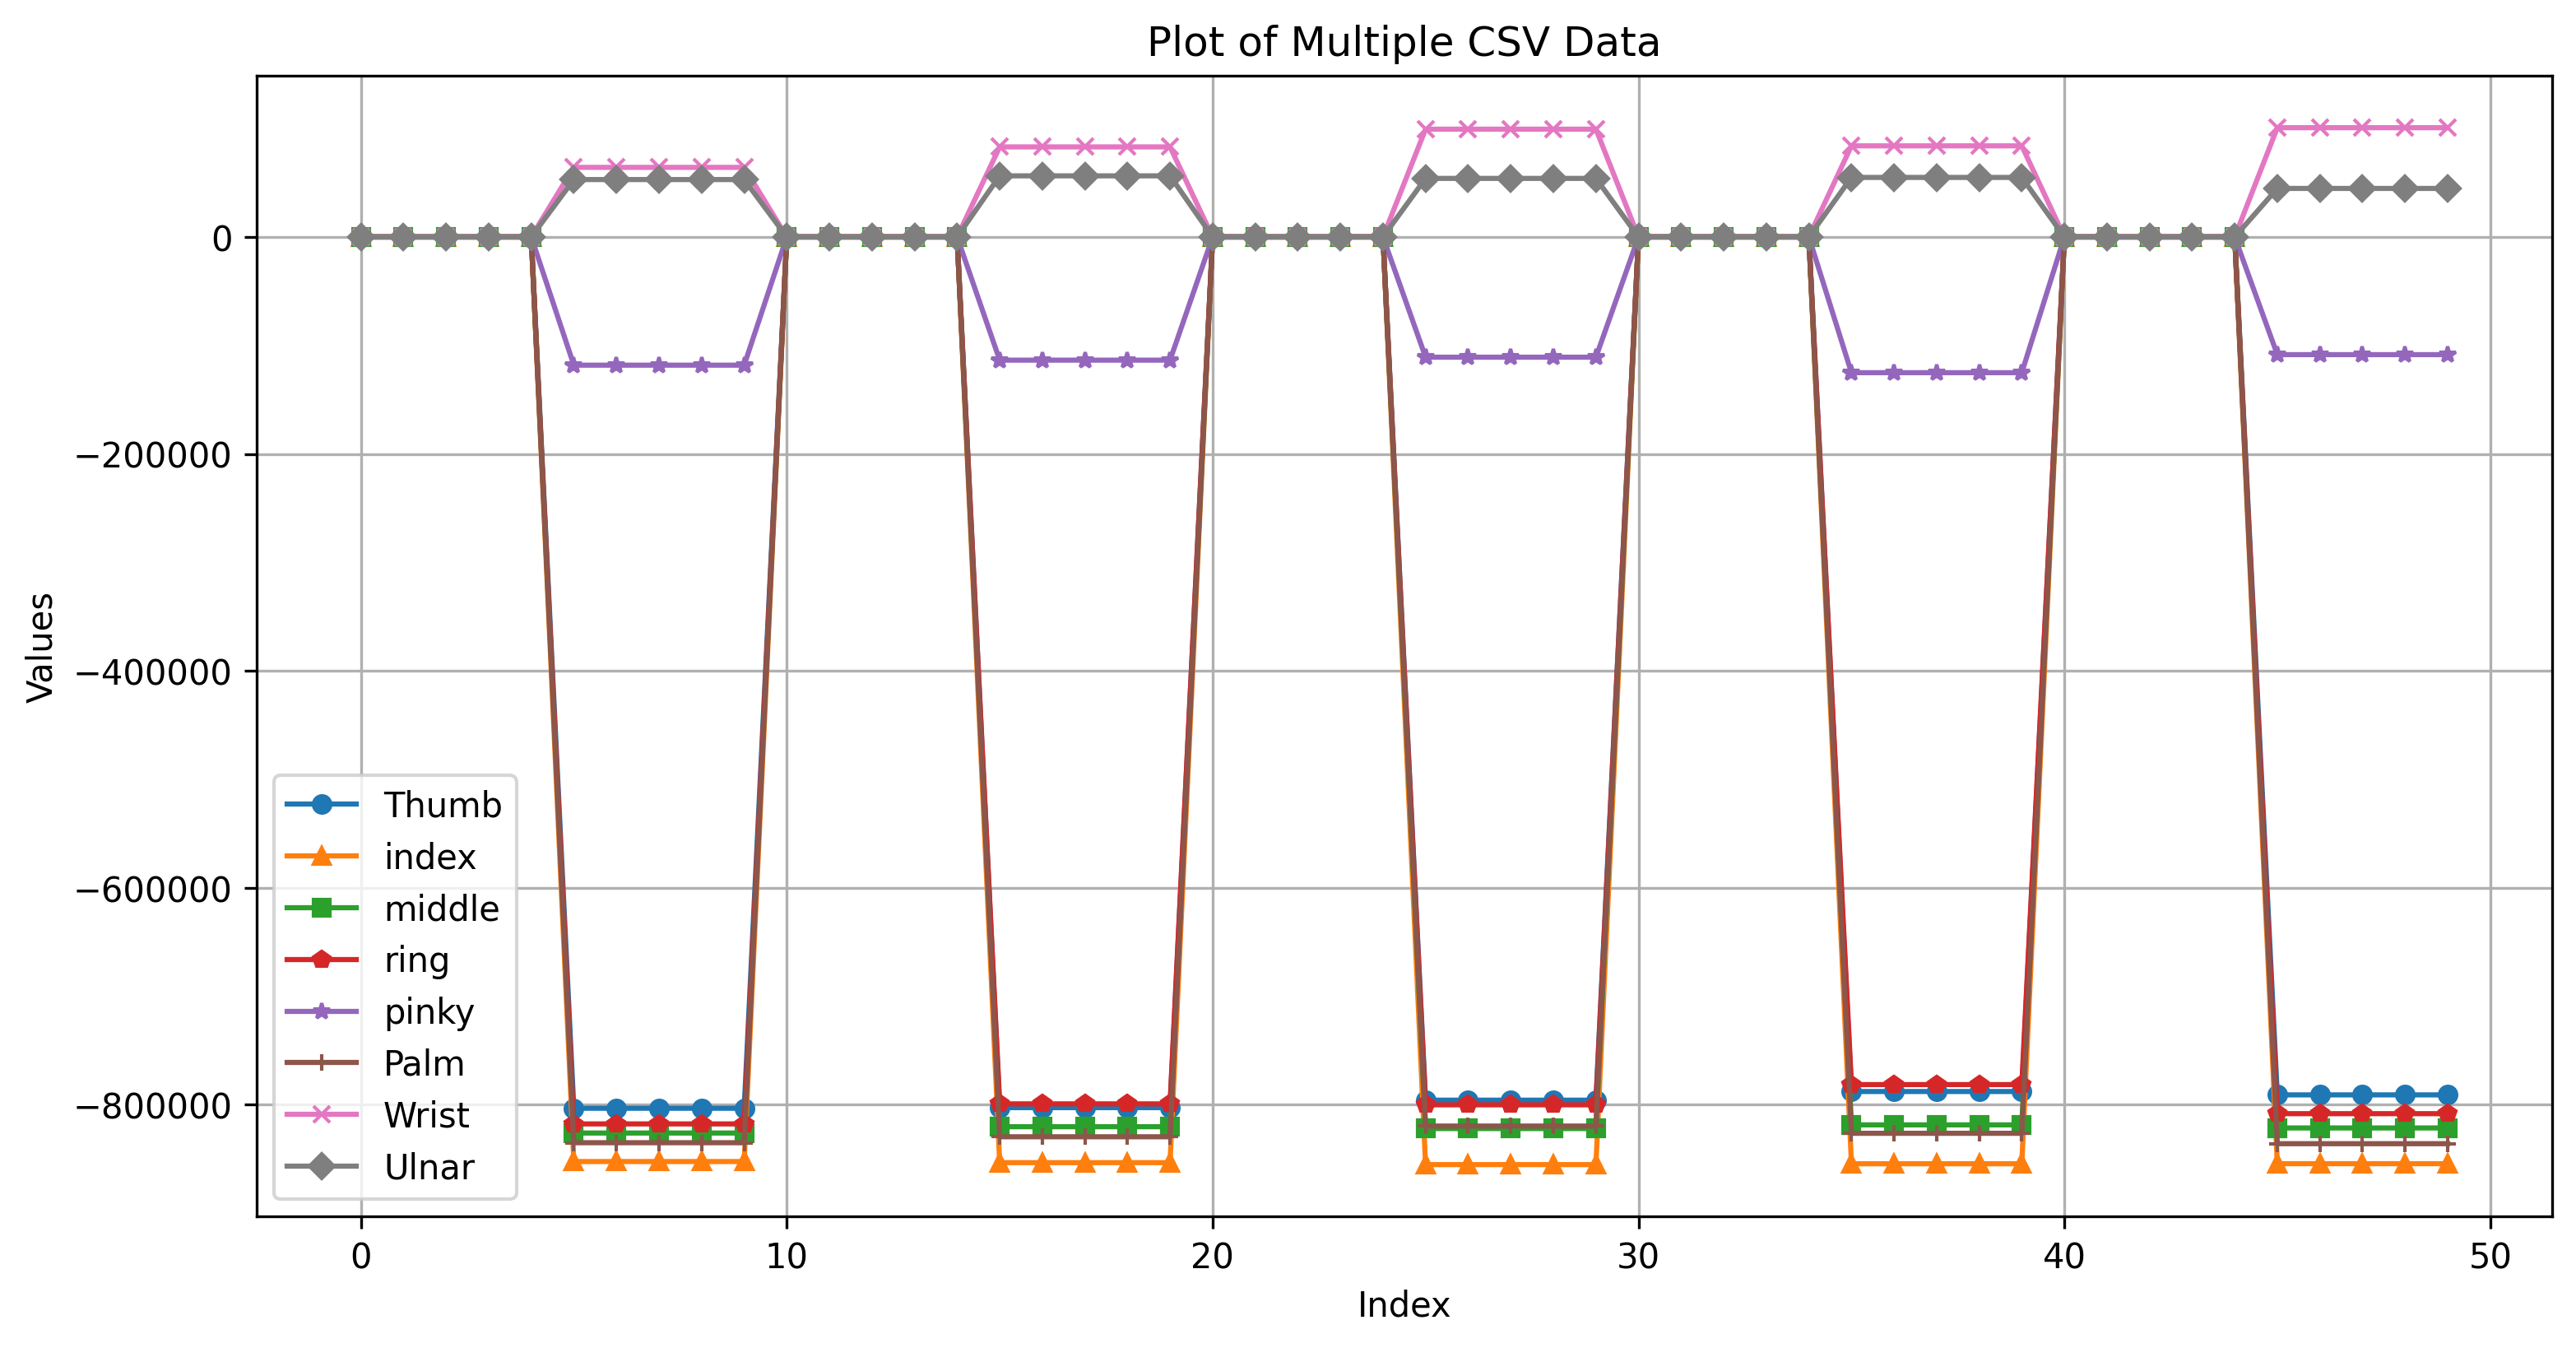 Plot of Multiple CSV Data
Values
0
−200000
−400000
−600000
−800000
Thumb
index
middle
ring
pinky
Palm
Wrist
Ulnar
0 10 20 30 40 50
Index